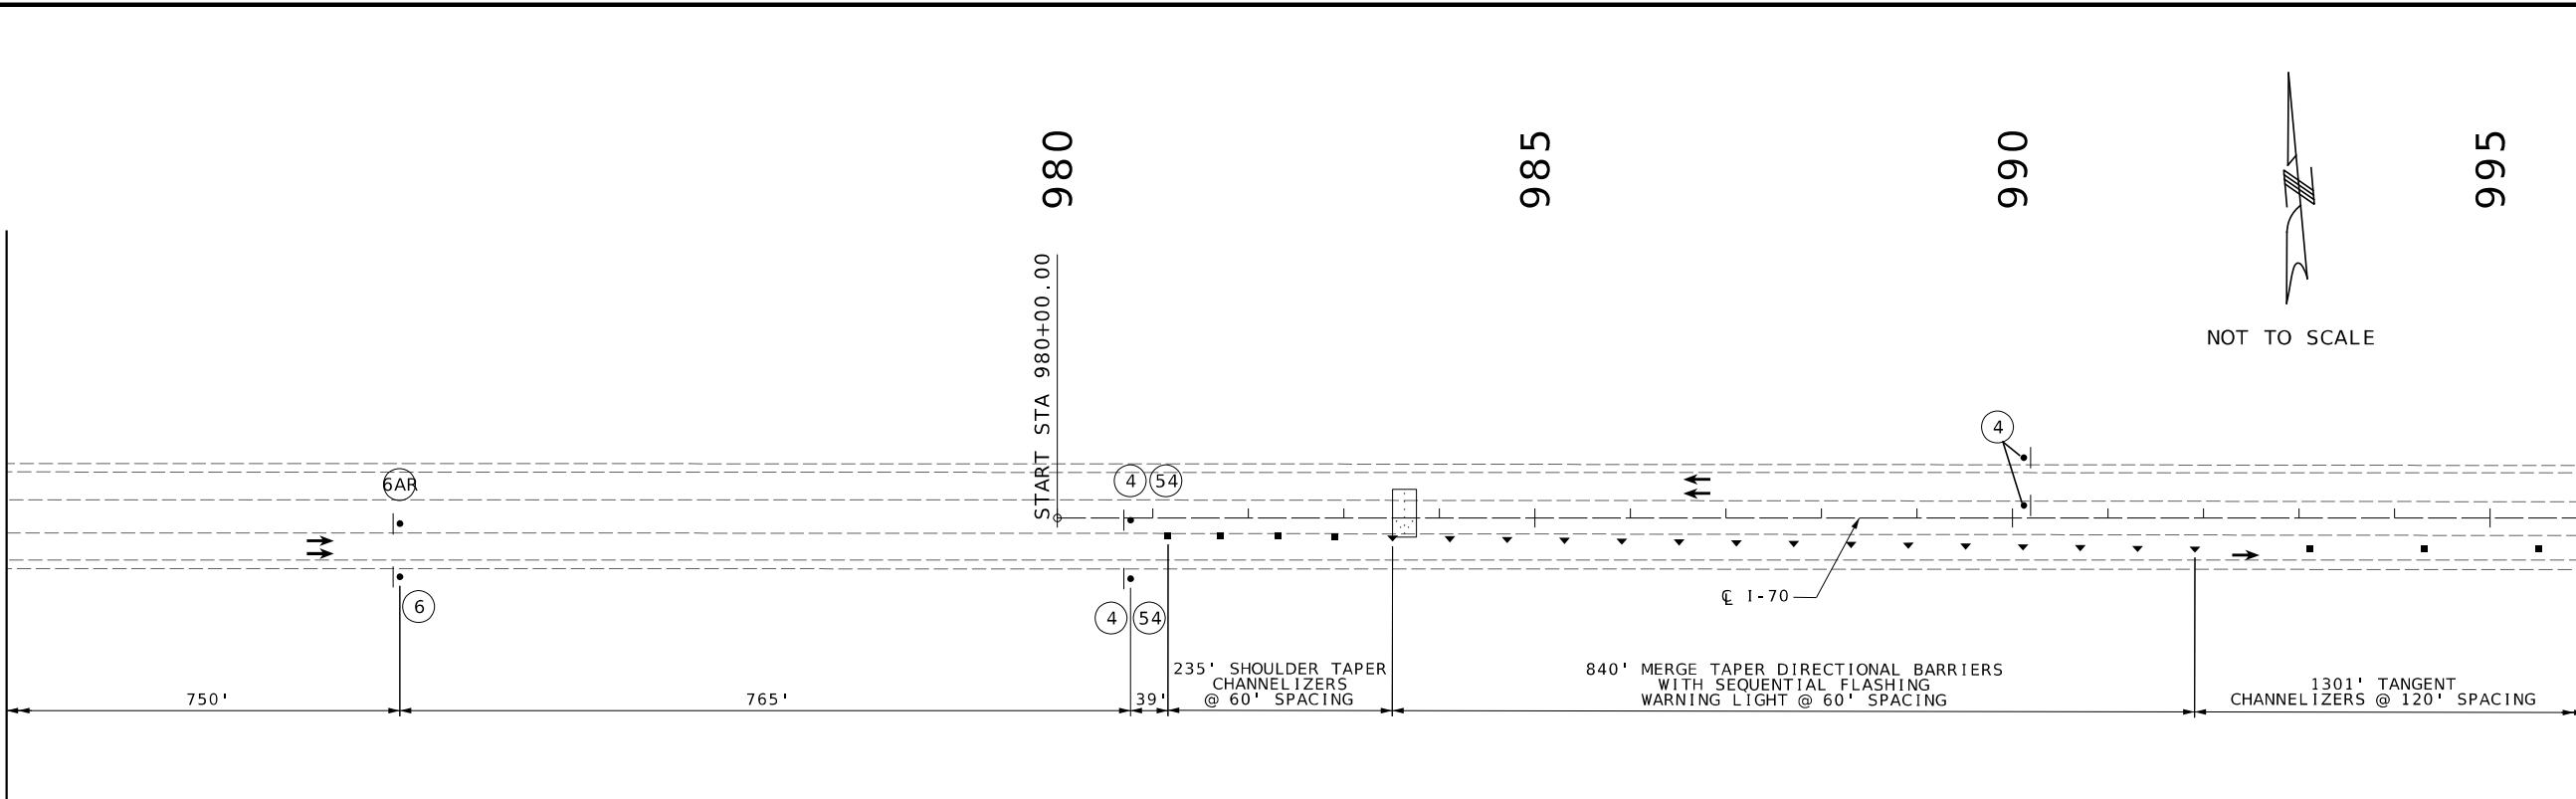 980
985
990
995
START STA 980+00.00
NOT TO SCALE
4
6AR
4 54
℄ I-70
6
4 54
235' SHOULDER TAPER
CHANNELIZERS
@ 60' SPACING
840' MERGE TAPER DIRECTIONAL BARRIERS
WITH SEQUENTIAL FLASHING
WARNING LIGHT @ 60' SPACING
1301' TANGENT
CHANNELIZERS @ 120' SPACING
750'
765'
39'